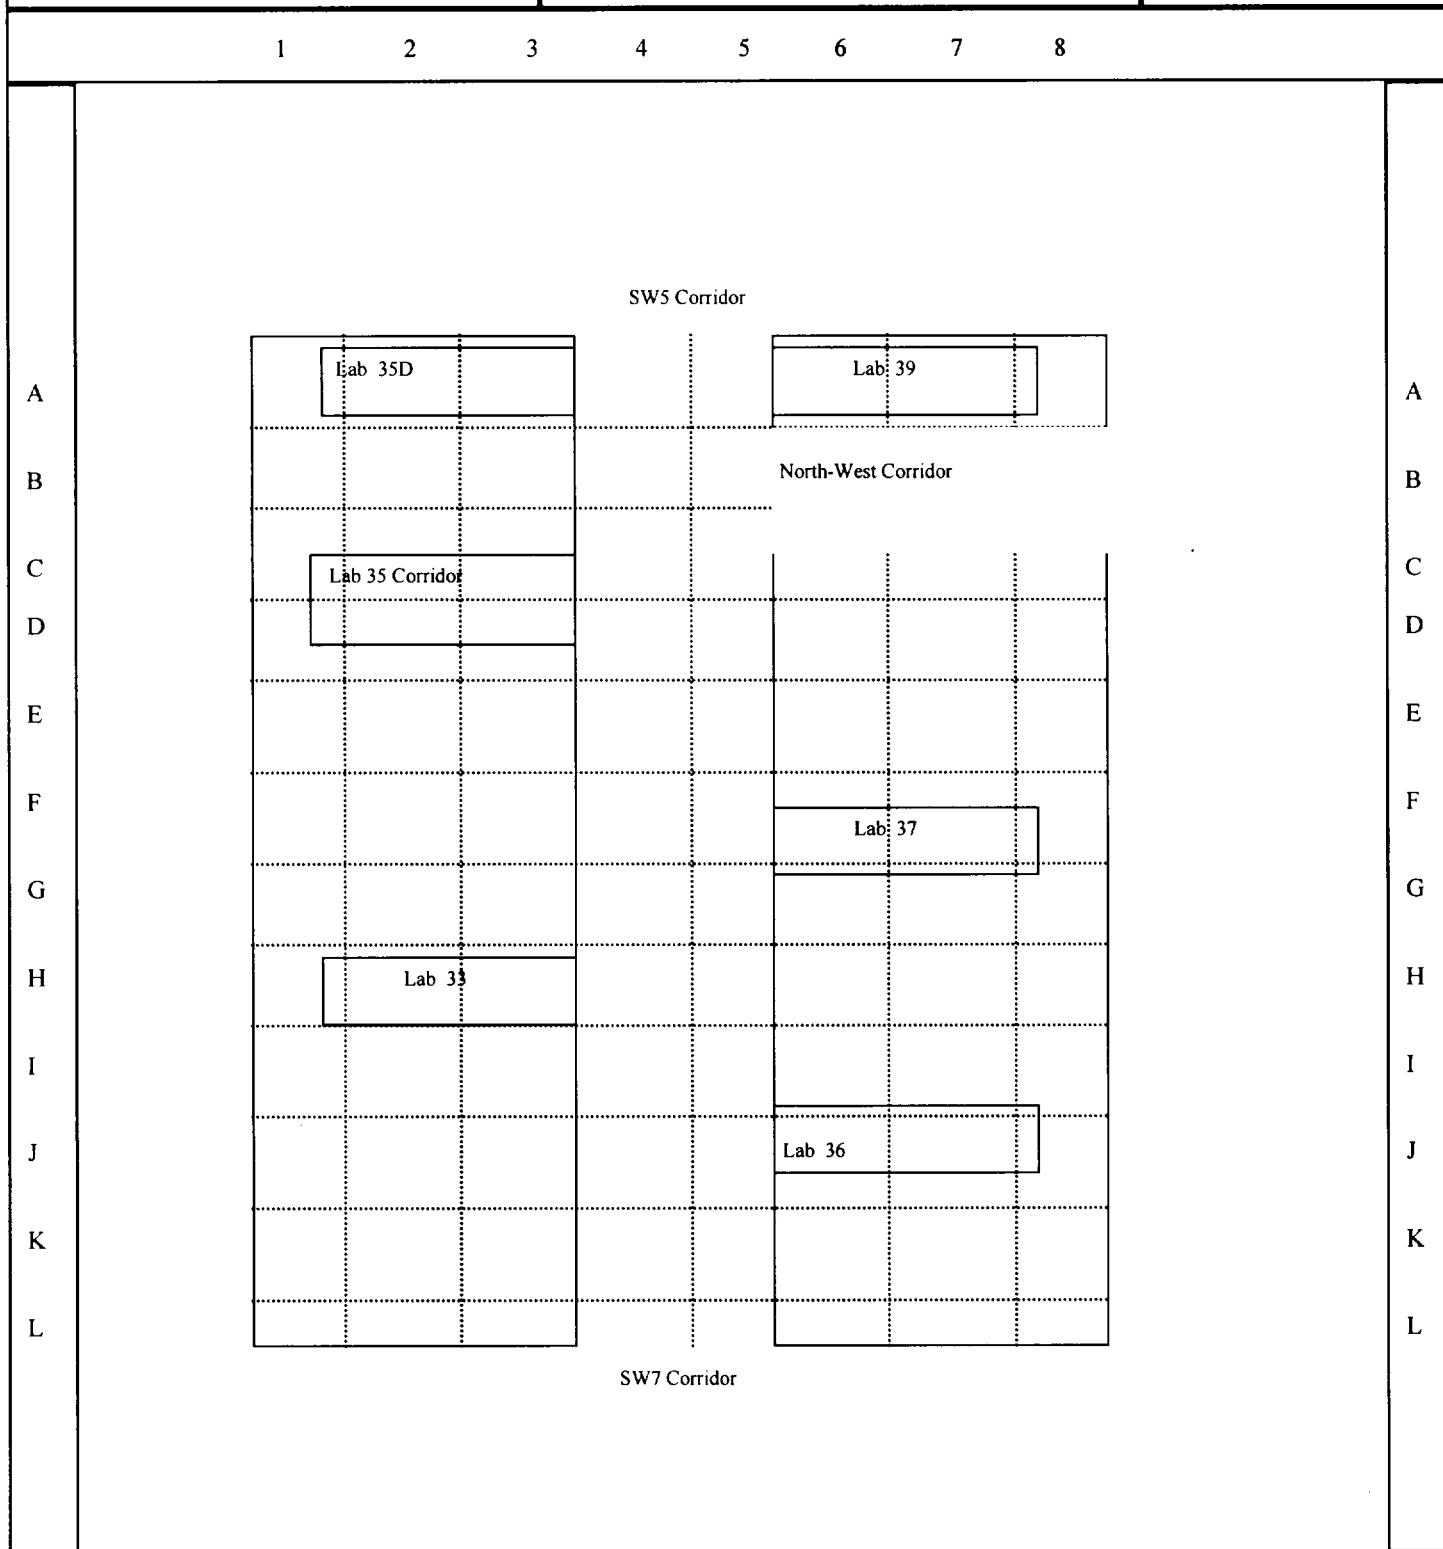 1 2 3 4 5 6 7 8
SW5 Corridor
Lab 35D Lab 39
A A
North-West Corridor
B B
C C
Lab 35 Corridor
D D
E E
F F
Lab 37
G G
H Lab 33 H
I I
J Lab 36 J
K K
L L
SW7 Corridor